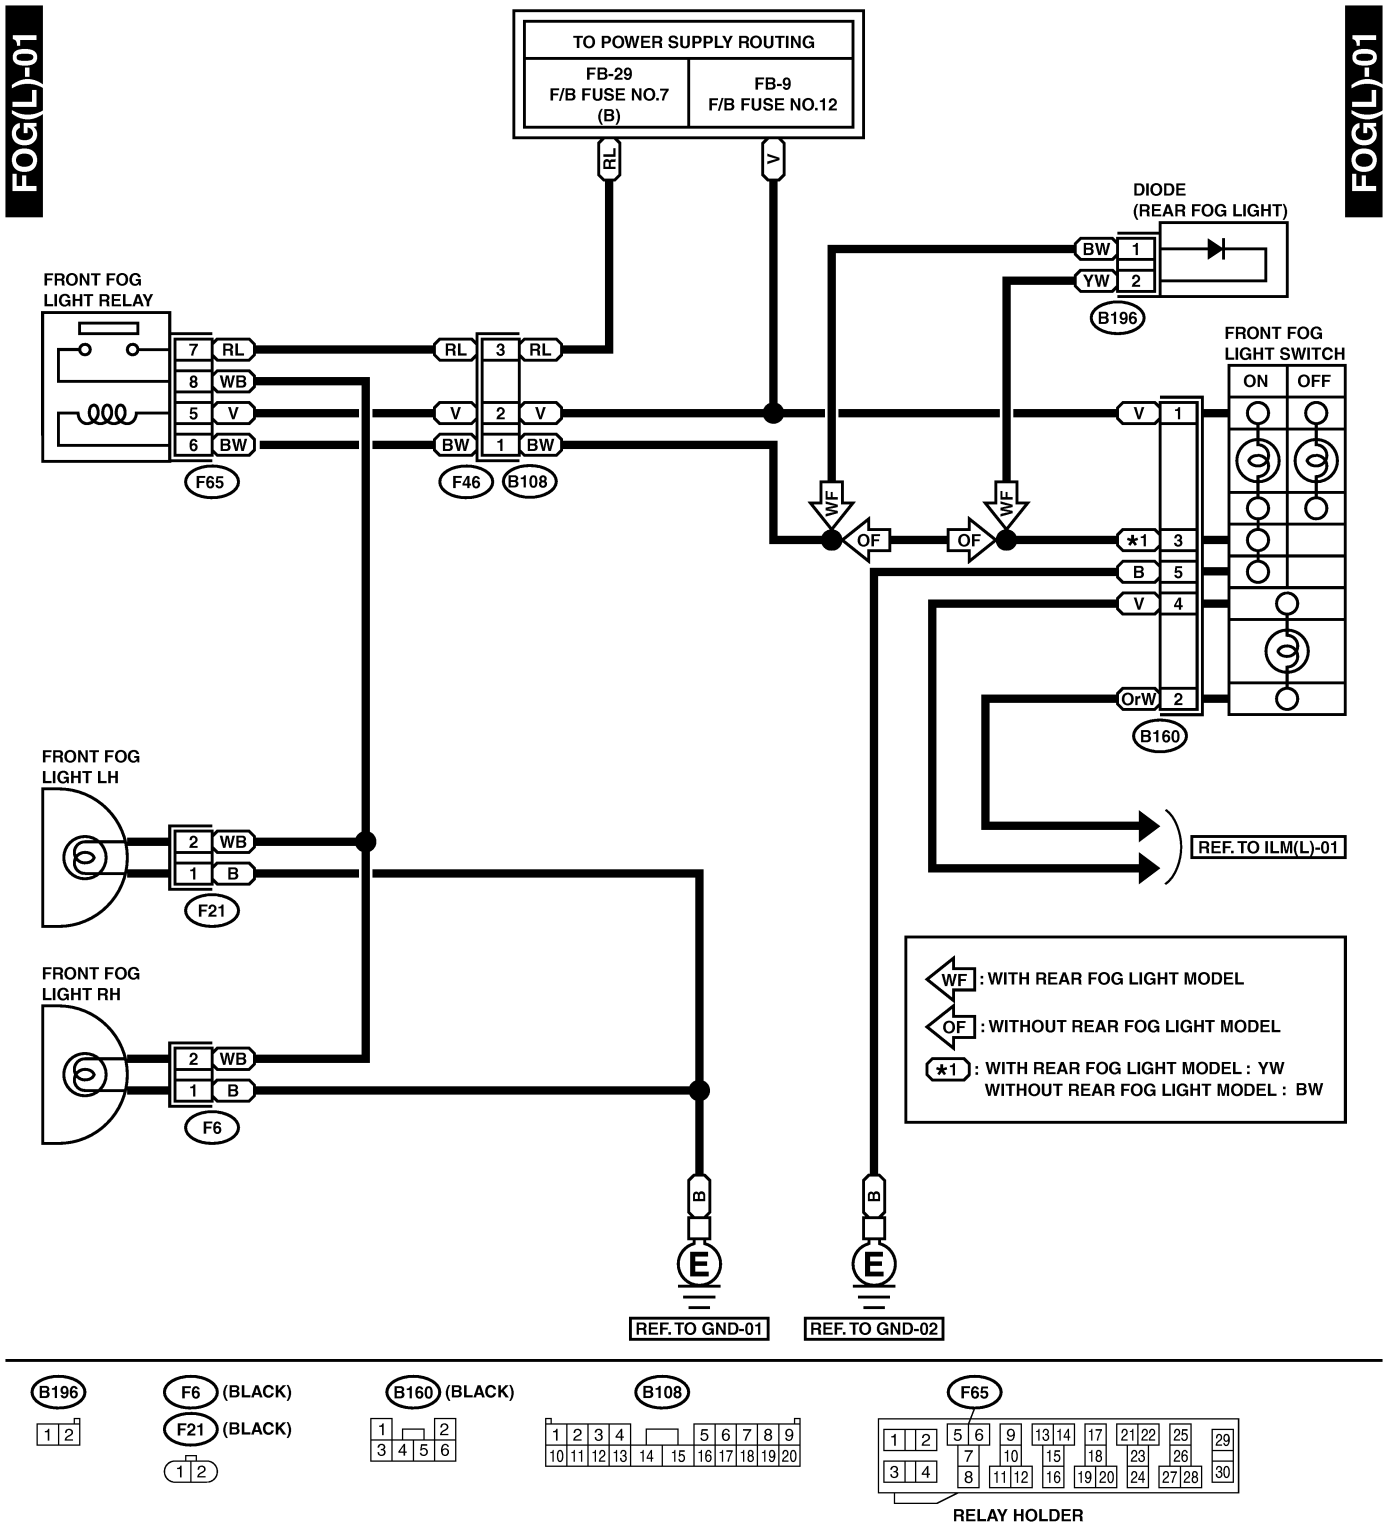 FOG(L)-01
FOG(L)-01
TO POWER SUPPLY ROUTING
FB-29
F/B FUSE NO.7
(B)
FB-9
F/B FUSE NO.12
RL
V
DIODE
(REAR FOG LIGHT)
BW 1
YW 2
B196
FRONT FOG
LIGHT RELAY
7 RL
8 WB
5 V
6 BW
F65
RL 3 RL
V 2 V
BW 1 BW
F46
B108
FRONT FOG
LIGHT SWITCH
ON OFF
V 1
WF
WF
OF
OF
*1 3
B 5
V 4
OrW 2
B160
FRONT FOG
LIGHT LH
2 WB
1 B
F21
REF. TO ILM(L)-01
FRONT FOG
LIGHT RH
2 WB
1 B
F6
WF : WITH REAR FOG LIGHT MODEL
OF : WITHOUT REAR FOG LIGHT MODEL
*1 : WITH REAR FOG LIGHT MODEL : YW
WITHOUT REAR FOG LIGHT MODEL : BW
B
B
E
E
REF. TO GND-01
REF. TO GND-02
B196
1 2
F6 (BLACK)
F21 (BLACK)
1 2
B160 (BLACK)
1 2
3 4 5 6
B108
1 2 3 4 5 6 7 8 9
10 11 12 13 14 15 16 17 18 19 20
F65
1 2 5 6 9 13 14 17 21 22 25 29
7 10 15 18 23 26
3 4 8 11 12 16 19 20 24 27 28 30
RELAY HOLDER